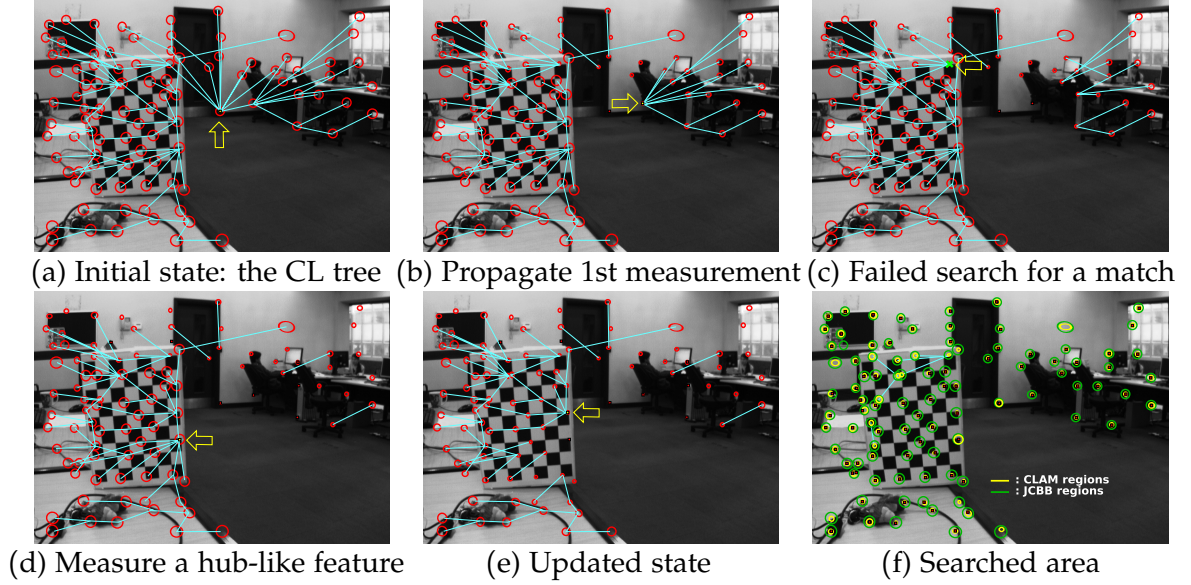 (a) Initial state: the CL tree
(b) Propagate 1st measurement
(c) Failed search for a match
: CLAM regions
: JCBB regions
(d) Measure a hub-like feature
(e) Updated state
(f) Searched area